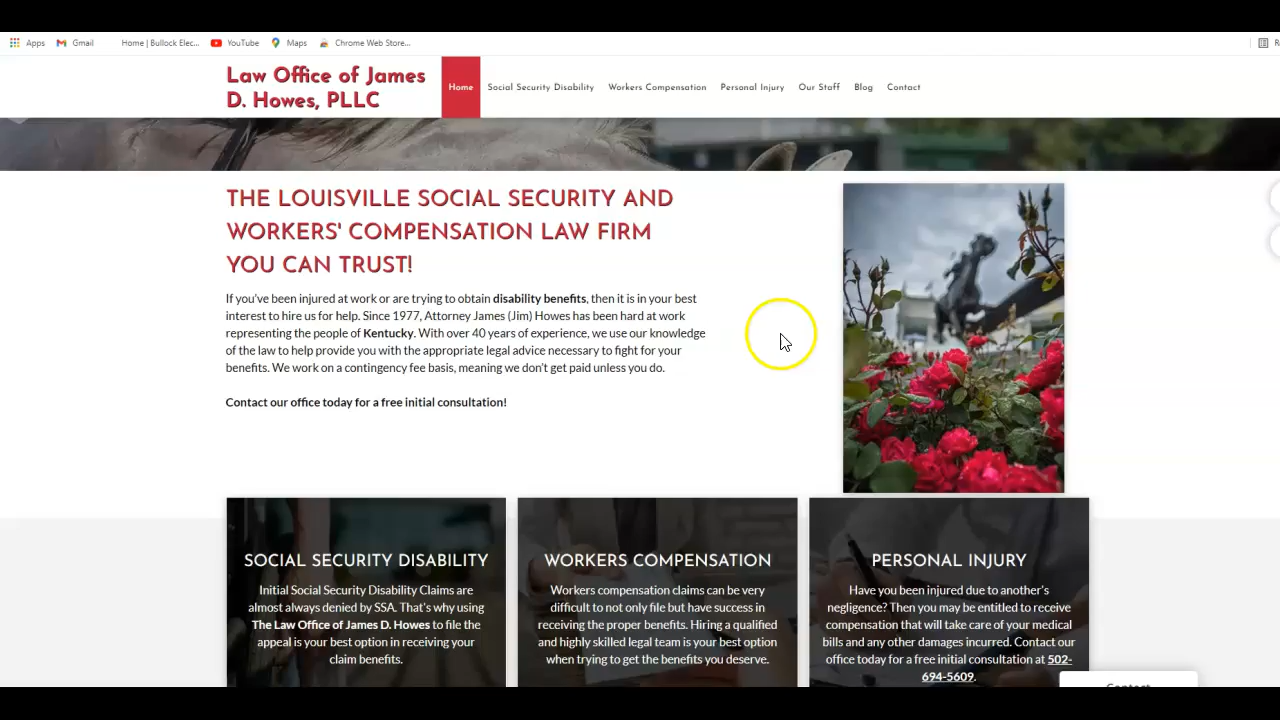 Apps Gmail Home | Bullock Elec... YouTube Maps Chrome Web Store...
Law Office of James
D. Howes, PLLC
Home Social Security Disability Workers Compensation Personal Injury Our Staff Blog Contact
THE LOUISVILLE SOCIAL SECURITY AND
WORKERS' COMPENSATION LAW FIRM
YOU CAN TRUST!
If you've been injured at work or are trying to obtain disability benefits, then it is in your best
interest to hire us for help. Since 1977, Attorney James (Jim) Howes has been hard at work
representing the people of Kentucky. With over 40 years of experience, we use our knowledge
of the law to help provide you with the appropriate legal advice necessary to fight for your
benefits. We work on a contingency fee basis, meaning we don't get paid unless you do.
Contact our office today for a free initial consultation!
SOCIAL SECURITY DISABILITY
Initial Social Security Disability Claims are
almost always denied by SSA. That's why using
The Law Office of James D. Howes to file the
appeal is your best option in receiving your
claim benefits.
WORKERS COMPENSATION
Workers compensation claims can be very
difficult to not only file but have success in
receiving the proper benefits. Hiring a qualified
and highly skilled legal team is your best option
when trying to get the benefits you deserve.
PERSONAL INJURY
Have you been injured due to another's
negligence? Then you may be entitled to receive
compensation that will take care of your medical
bills and any other damages incurred. Contact our
office today for a free initial consultation at 502-
694-5609.
Contact